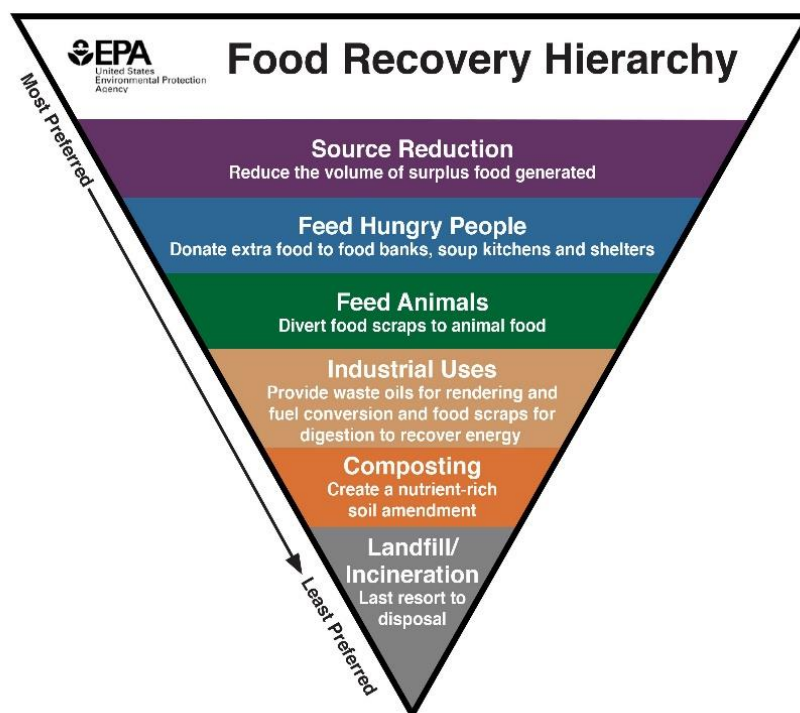 EPA
United States
Environmental Protection
Agency
Food Recovery Hierarchy
Most Preferred
Source Reduction
Reduce the volume of surplus food generated
Feed Hungry People
Donate extra food to food banks, soup kitchens and shelters
Feed Animals
Divert food scraps to animal food
Industrial Uses
Provide waste oils for rendering and
fuel conversion and food scraps for
digestion to recover energy
Composting
Create a nutrient-rich
soil amendment
Landfill/
Incineration
Last resort to
disposal
Least Preferred